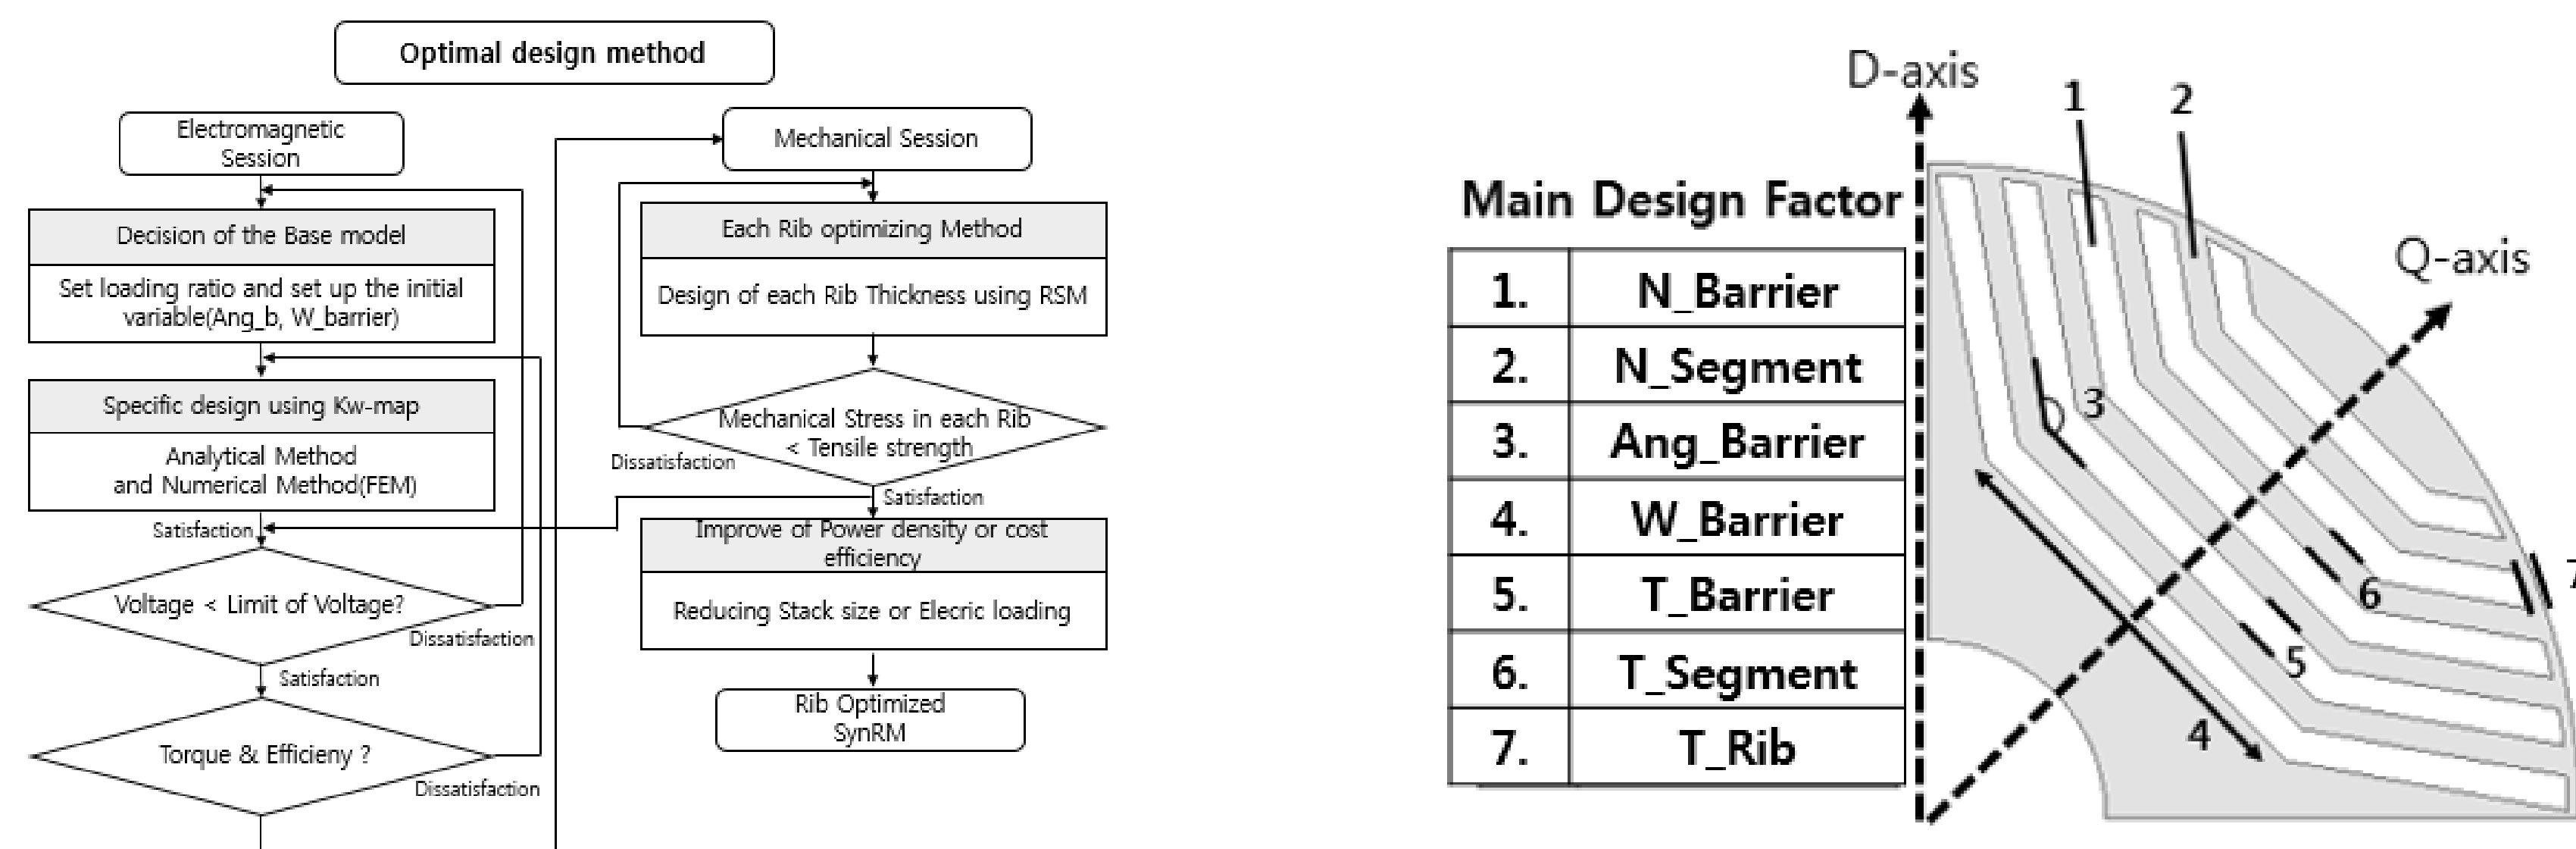 Optimal design method
Electromagnetic
Session
Decision of the Base model
Set loading ratio and set up the initial
variable(Ang_b, W_barrier)
Specific design using Kw-map
Analytical Method
and Numerical Method(FEM)
Satisfaction
Voltage < Limit of Voltage?
Dissatisfaction
Satisfaction
Torque & Efficieny ?
Dissatisfaction
Mechanical Session
Each Rib optimizing Method
Design of each Rib Thickness using RSM
Mechanical Stress in each Rib
< Tensile strength
Dissatisfaction
Satisfaction
Improve of Power density or cost
efficiency
Reducing Stack size or Elecric loading
Rib Optimized
SynRM
Main Design Factor
1. N_Barrier
2. N_Segment
3. Ang_Barrier
4. W_Barrier
5. T_Barrier
6. T_Segment
7. T_Rib
D-axis
1
2
Q-axis
3
6
7
5
4